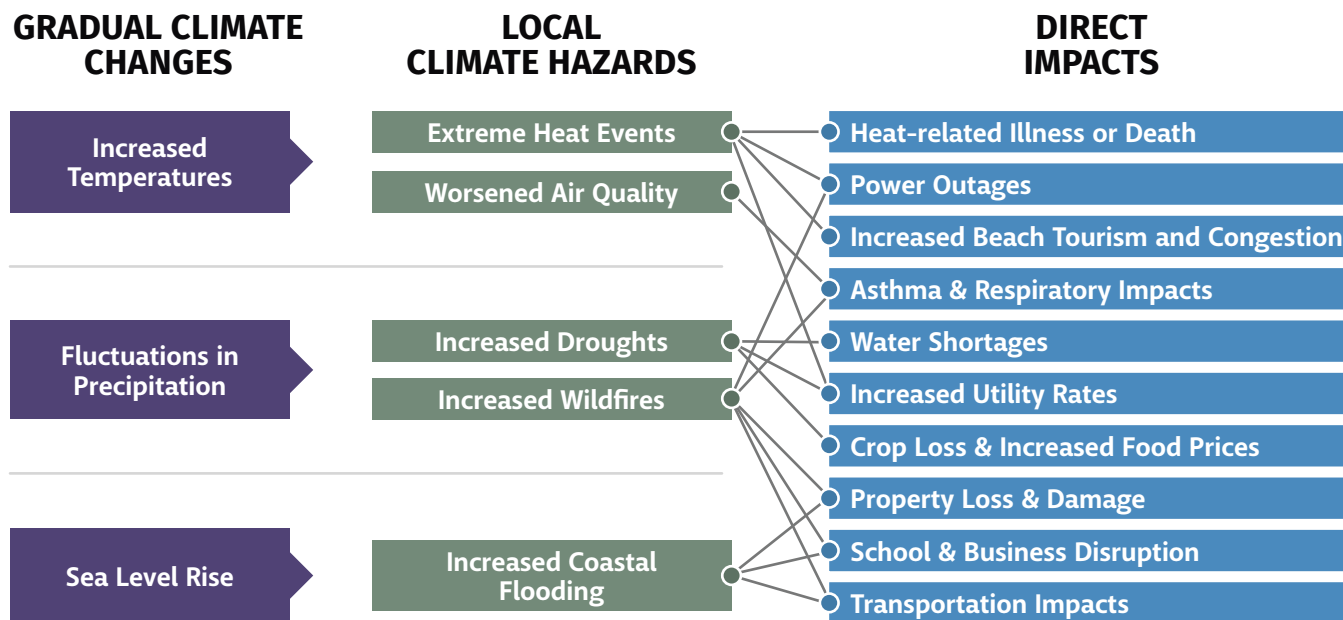 GRADUAL CLIMATE
CHANGES
LOCAL
CLIMATE HAZARDS
DIRECT
IMPACTS
Increased
Temperatures
Extreme Heat Events
Worsened Air Quality
Fluctuations in
Precipitation
Increased Droughts
Increased Wildfires
Sea Level Rise
Increased Coastal
Flooding
Heat-related Illness or Death
Power Outages
Increased Beach Tourism and Congestion
Asthma & Respiratory Impacts
Water Shortages
Increased Utility Rates
Crop Loss & Increased Food Prices
Property Loss & Damage
School & Business Disruption
Transportation Impacts